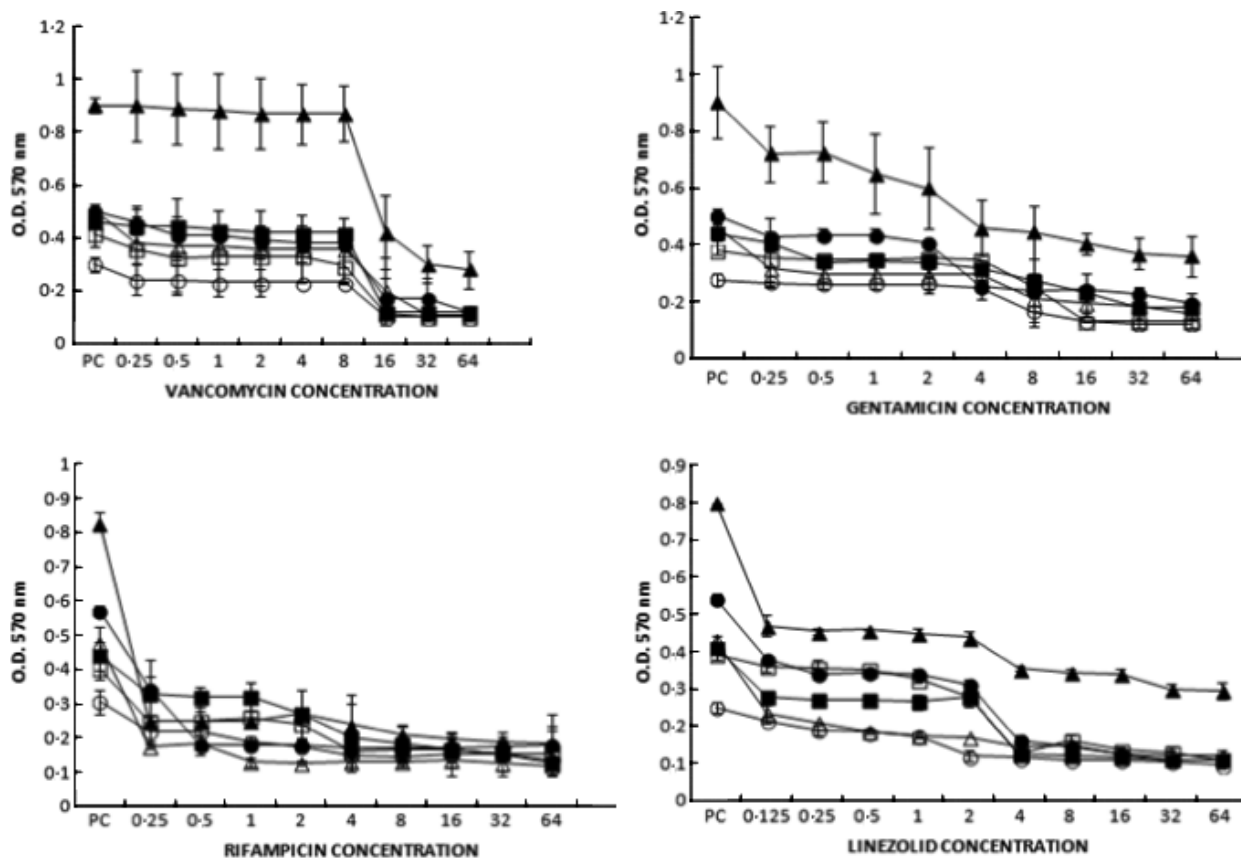 1·2
1
0·8
0·6
0·4
0·2
0
O.D. 570 nm
PC 0·25 0·5 1 2 4 8 16 32 64
VANCOMYCIN CONCENTRATION
1·2
1
0·8
0·6
0·4
0·2
0
O.D. 570 nm
PC 0·25 0·5 1 2 4 8 16 32 64
GENTAMICIN CONCENTRATION
1
0·9
0·8
0·7
0·6
0·5
0·4
0·3
0·2
0·1
0
O.D. 570 nm
PC 0·25 0·5 1 2 4 8 16 32 64
RIFAMPICIN CONCENTRATION
0·9
0·8
0·7
0·6
0·5
0·4
0·3
0·2
0·1
0
O.D. 570 nm
PC 0·125 0·25 0·5 1 2 4 8 16 32 64
LINEZOLID CONCENTRATION